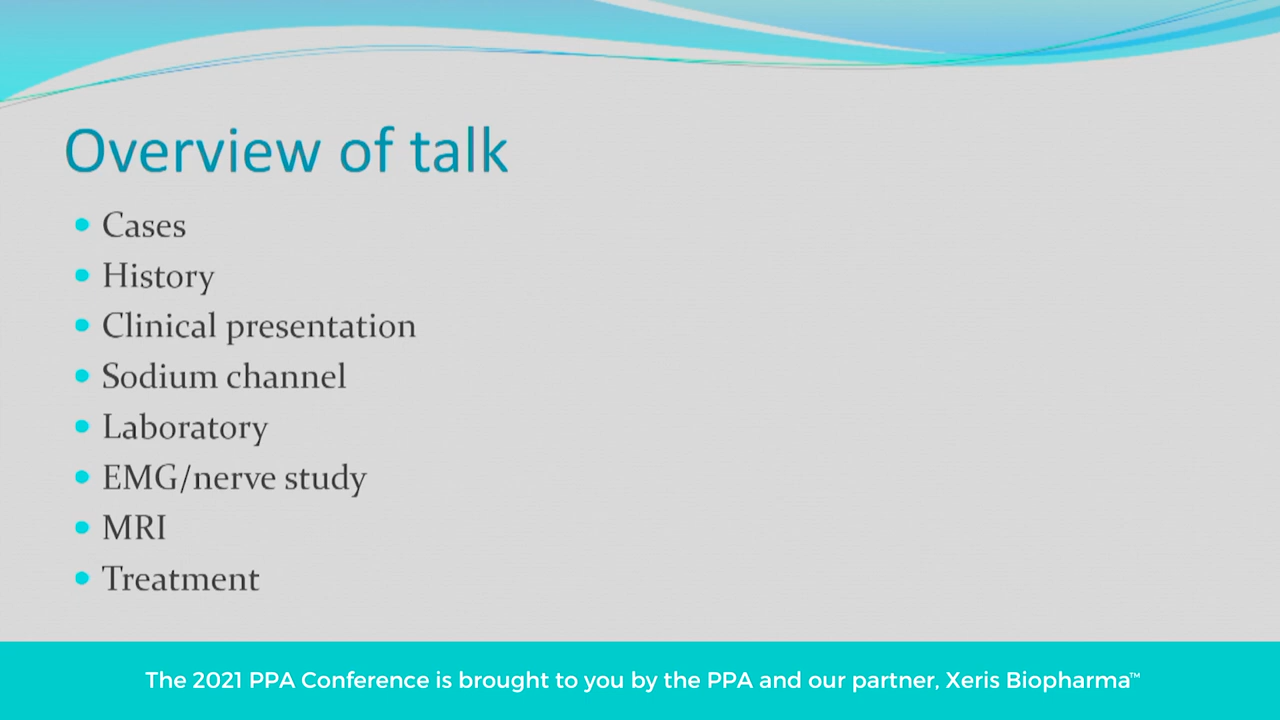 Overview of talk
• Cases
• History
• Clinical presentation
• Sodium channel
• Laboratory
• EMG/nerve study
• MRI
• Treatment
The 2021 PPA Conference is brought to you by the PPA and our partner, Xeris Biopharma™